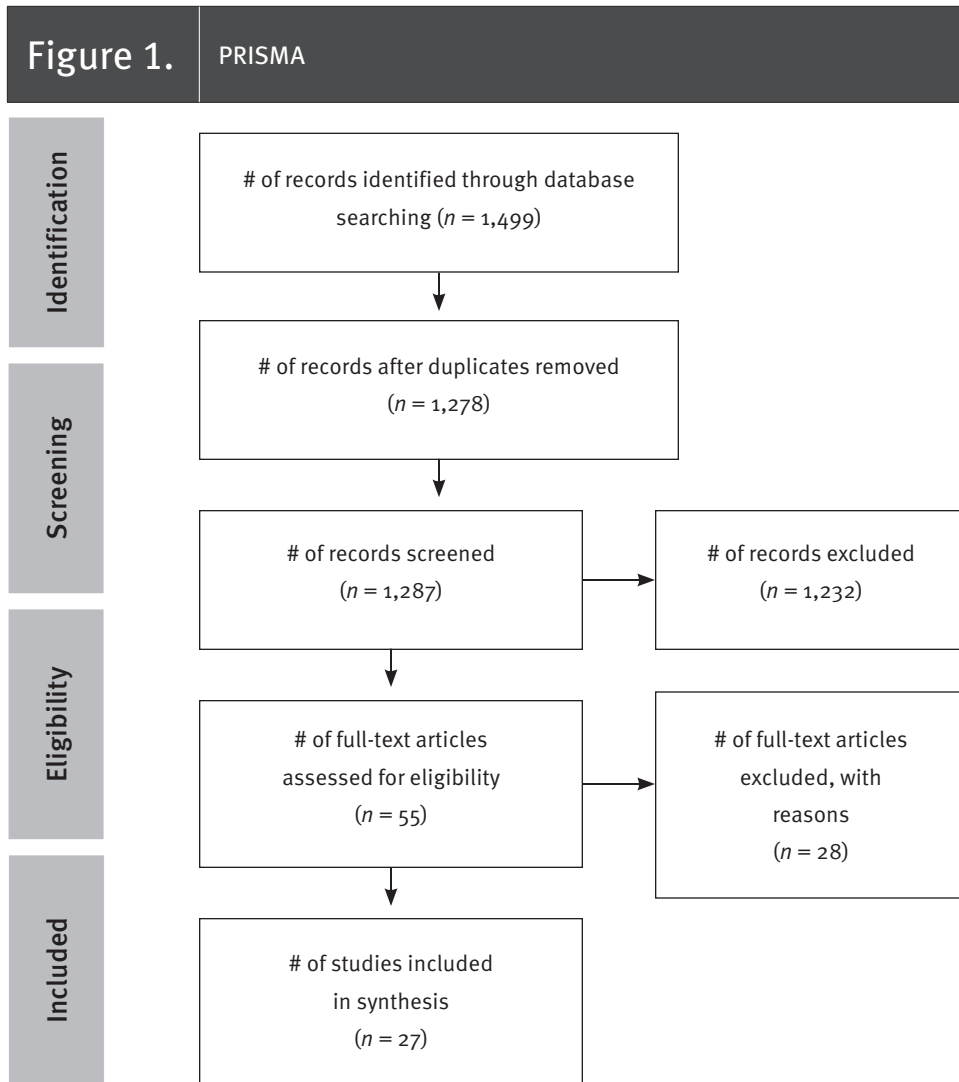 Figure 1.
PRISMA
Identification
# of records identified through database
searching (n = 1,499)
# of records after duplicates removed
(n = 1,278)
Screening
# of records screened
(n = 1,287)
# of records excluded
(n = 1,232)
Eligibility
# of full-text articles
assessed for eligibility
(n = 55)
# of full-text articles
excluded, with
reasons
(n = 28)
Included
# of studies included
in synthesis
(n = 27)